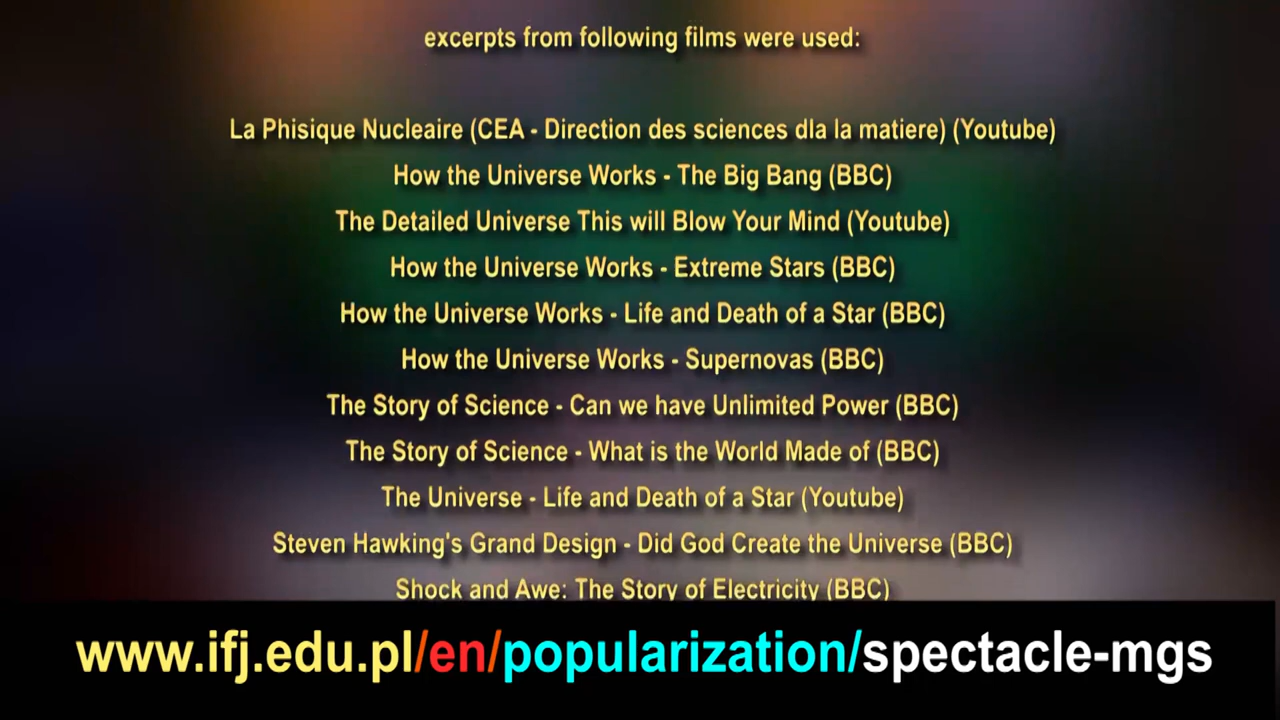 excerpts from following films were used:
La Phisique Nucleaire (CEA - Direction des sciences dla la matiere) (Youtube)
How the Universe Works - The Big Bang (BBC)
The Detailed Universe This will Blow Your Mind (Youtube)
How the Universe Works - Extreme Stars (BBC)
How the Universe Works - Life and Death of a Star (BBC)
How the Universe Works - Supernovas (BBC)
The Story of Science - Can we have Unlimited Power (BBC)
The Story of Science - What is the World Made of (BBC)
The Universe - Life and Death of a Star (Youtube)
Steven Hawking's Grand Design - Did God Create the Universe (BBC)
Shock and Awe: The Story of Electricity (BBC)
www.ifj.edu.pl/en/popularization/spectacle-mgs